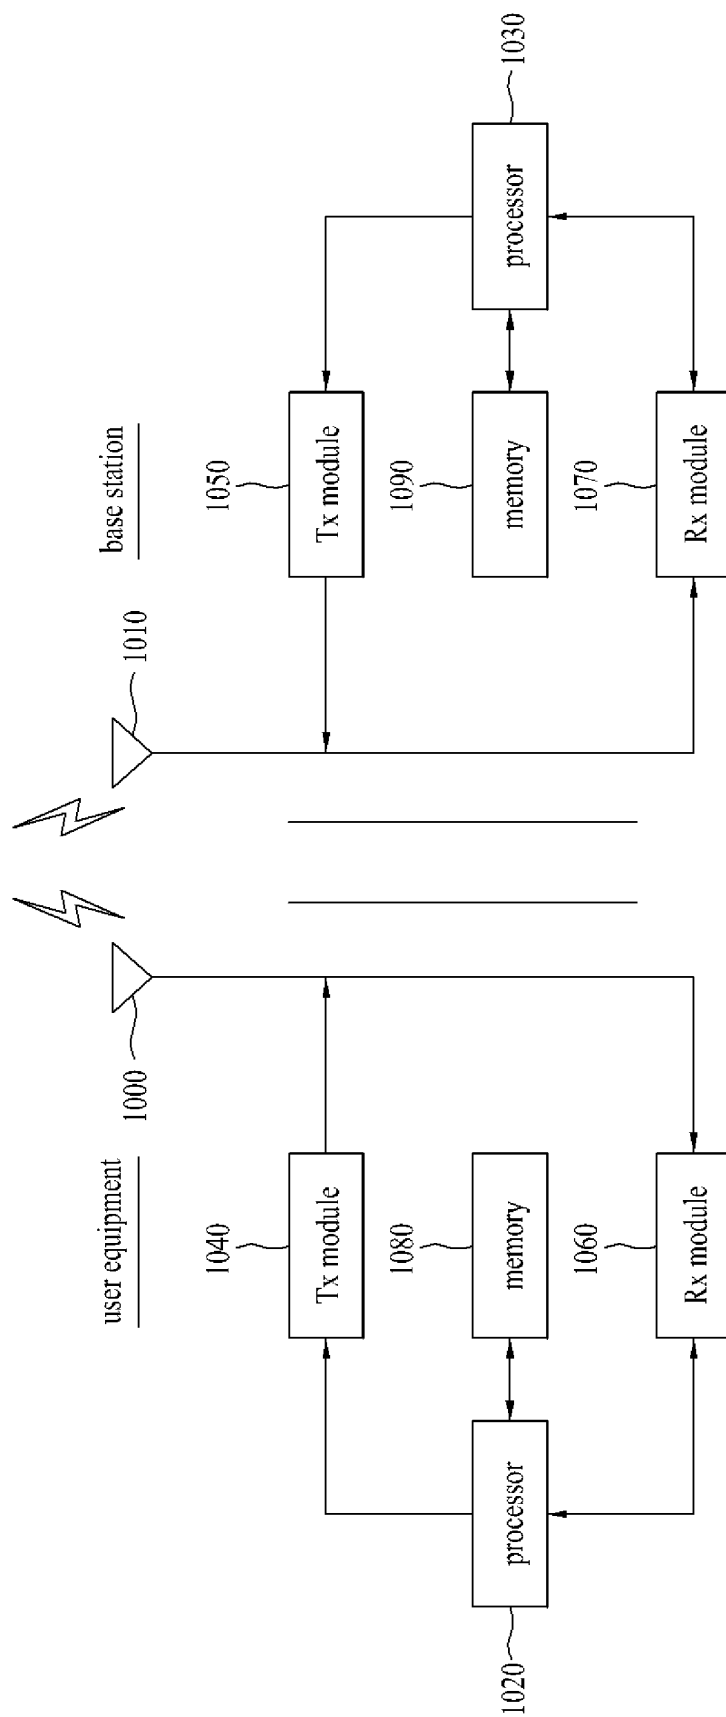 user equipment
base station
1000
1010
1040
Tx module
1050
Tx module
1020
processor
1080
memory
1090
memory
processor
1030
1060
Rx module
1070
Rx module